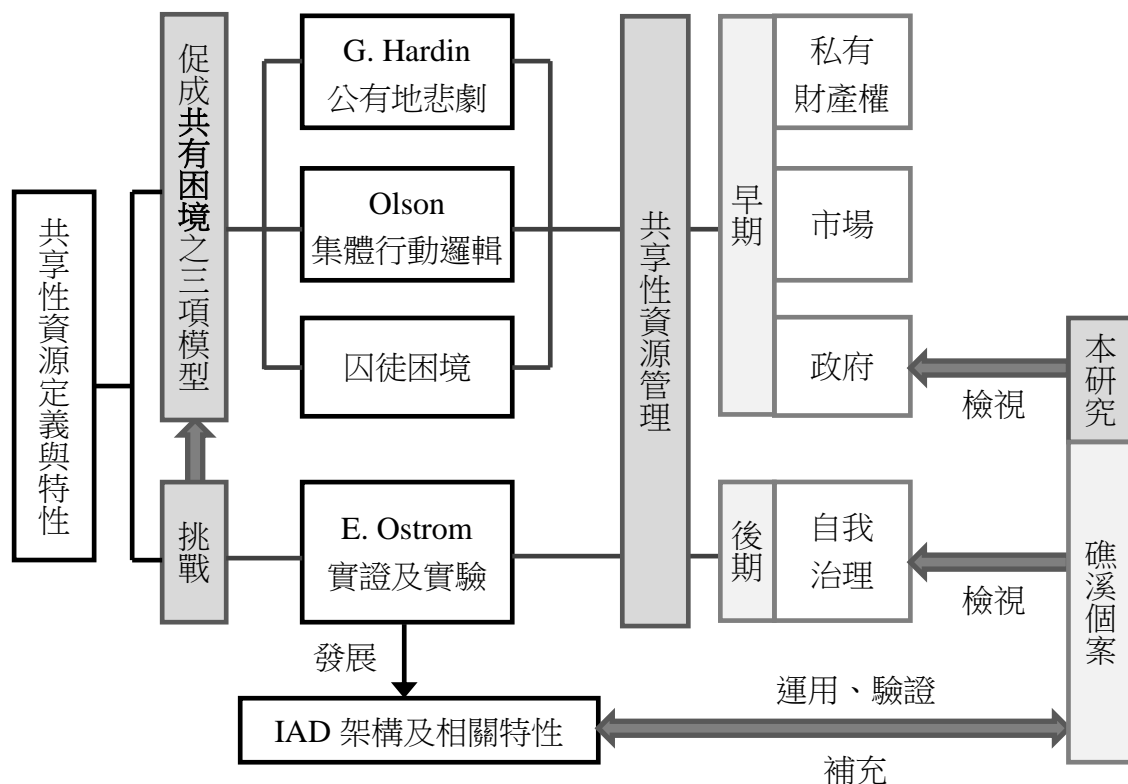 共享性資源定義與特性
促成共有困境之三項模型
挑戰
G. Hardin
公有地悲劇
Olson
集體行動邏輯
囚徒困境
E. Ostrom
實證及實驗
發展
IAD 架構及相關特性
共享性資源管理
早期
私有
財產權
市場
政府
後期
自我
治理
檢視
檢視
本研究
礁溪個案
運用、驗證
補充